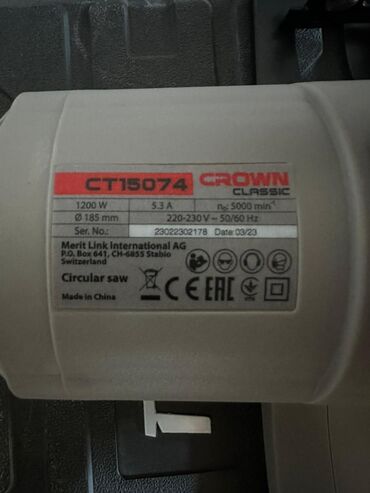 CT15074 CROWN
CLASSIC
1200 W 5.3 A n₀: 5000 min⁻¹
Ø 185 mm 220-230 V ~ 50/60 Hz
Ser. No.: 23022302178 Date: 03/23
Merit Link International AG
P.O. Box 641, CH-6855 Stabio
Switzerland
Circular saw
Made in China
CE EAC